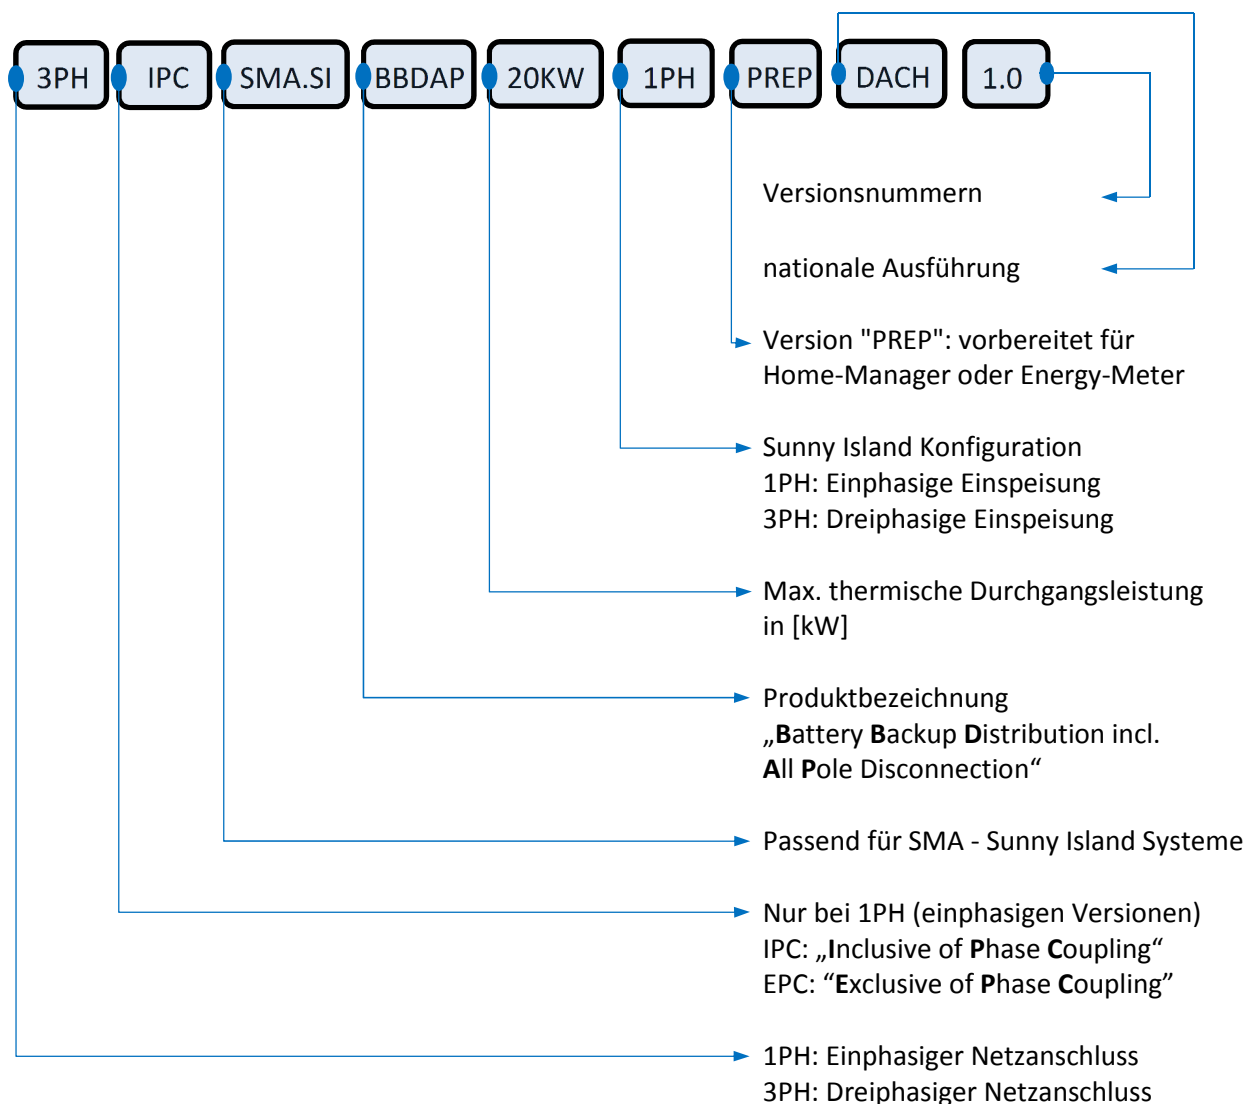 3PH IPC SMA.SI BBDAP 20KW 1PH PREP DACH 1.0
Versionsnummern
nationale Ausführung
Version "PREP": vorbereitet für
Home-Manager oder Energy-Meter
Sunny Island Konfiguration
1PH: Einphasige Einspeisung
3PH: Dreiphasige Einspeisung
Max. thermische Durchgangsleistung
in [kW]
Produktbezeichnung
„Battery Backup Distribution incl.
All Pole Disconnection“
Passend für SMA - Sunny Island Systeme
Nur bei 1PH (einphasigen Versionen)
IPC: „Inclusive of Phase Coupling“
EPC: “Exclusive of Phase Coupling”
1PH: Einphasiger Netzanschluss
3PH: Dreiphasiger Netzanschluss